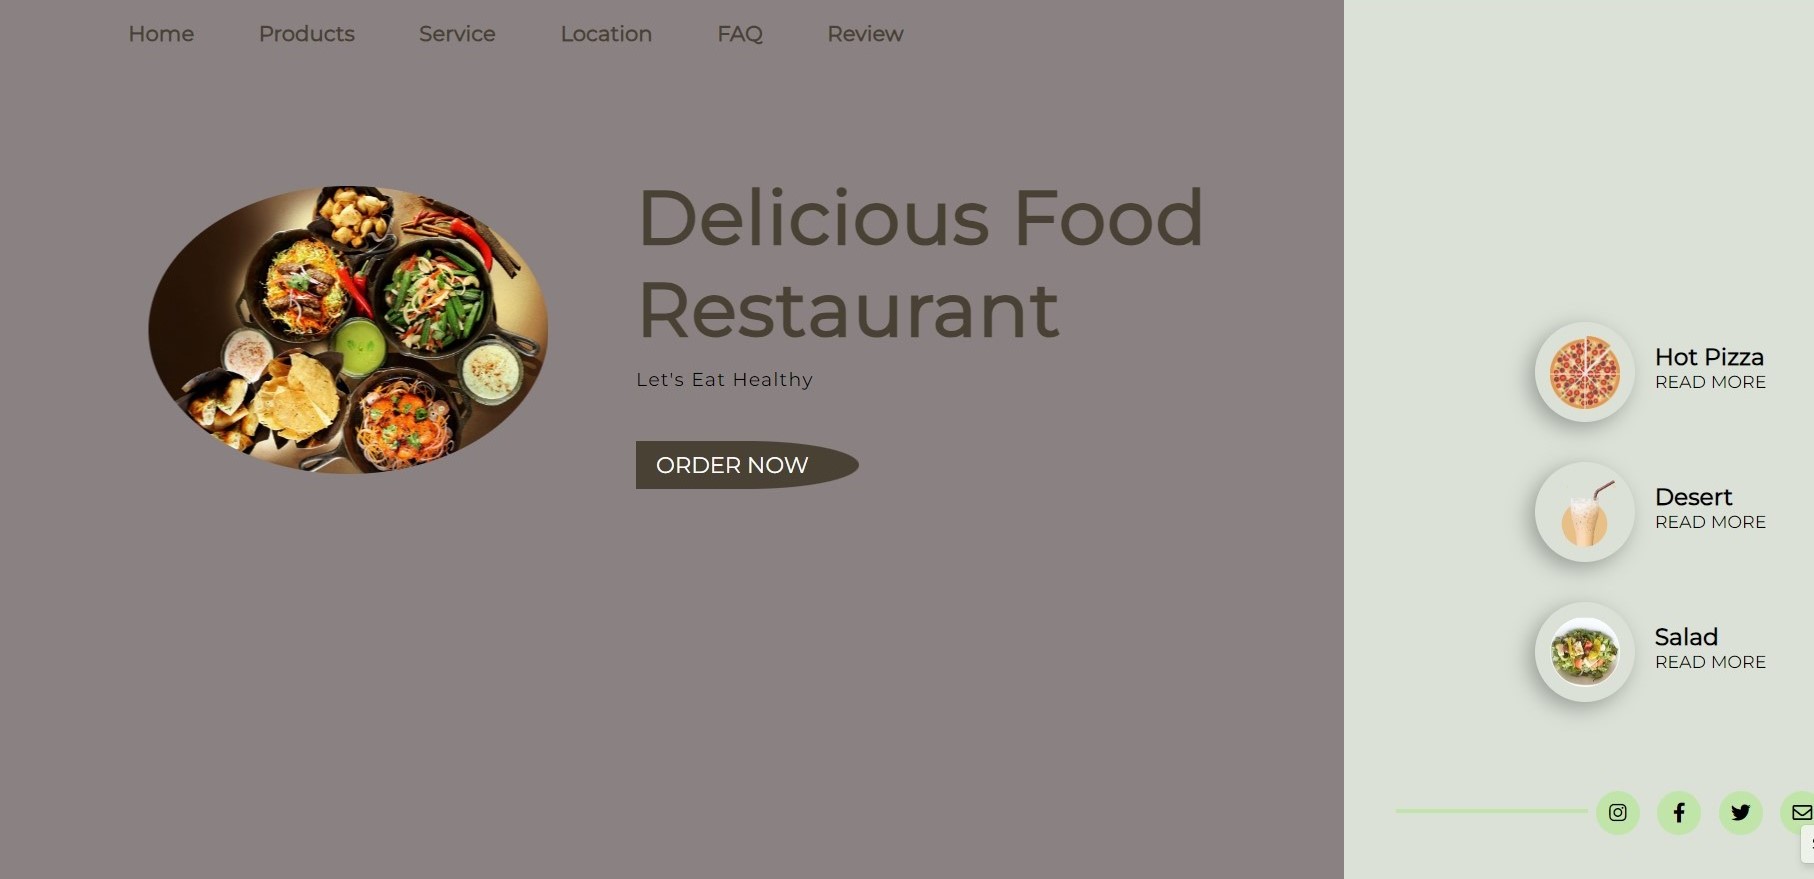 Home Products Service Location FAQ Review
Delicious Food
Restaurant
Let's Eat Healthy
ORDER NOW
Hot Pizza
READ MORE
Desert
READ MORE
Salad
READ MORE